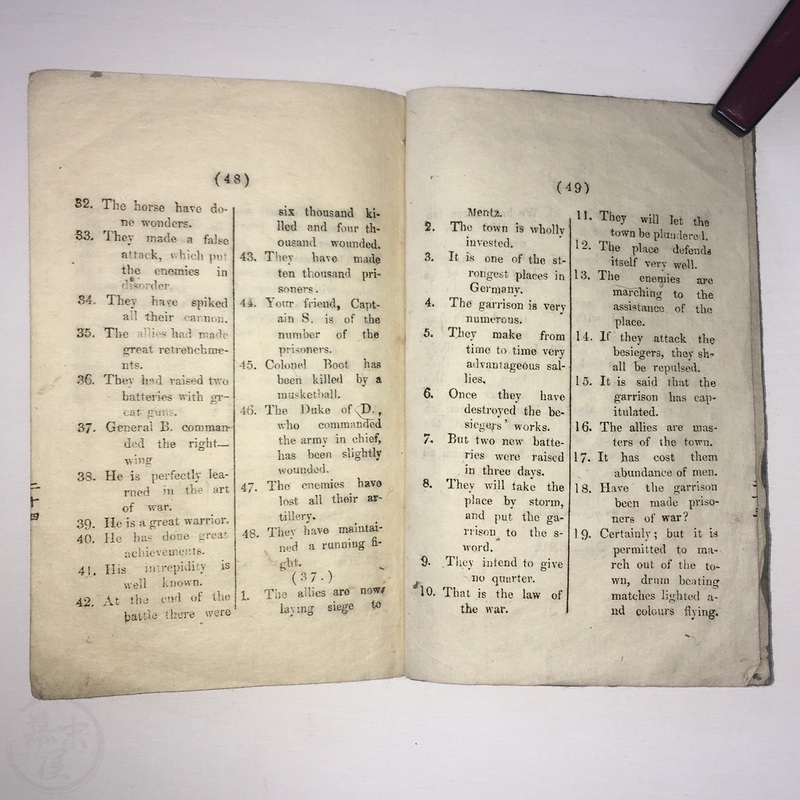 (48)
32. The horse have do-
ne wonders.
33. They made a false
attack, which put
the enemies in
disorder.
34. They have spiked
all their cannon.
35. The allies had made
great retrenchme-
nts.
36. They had raised two
batteries with gr-
eat guns.
37. General B. comman-
ded the right—
wing
38. He is perfectly lea-
rned in the art
of war.
39. He is a great warrior.
40. He has done great
achievements.
41. His intrepidity is
well known.
42. At the end of the
battle there were
six thousand ki-
lled and four th-
ousand wounded.
43. They have made
ten thousand pri-
soners.
44. Your friend, Capt-
ain S. is of the
number of the
prisoners.
45. Colonel Boot has
been killed by a
musketball.
46. The Duke of D.,
who commanded
the army in chief,
has been slightly
wounded.
47. The enemies have
lost all their ar-
tillery.
48. They have maintai-
ned a running fi-
ght.
(37.)
1. The allies are now
laying siege to
二十四
(49)
Mentz.
2. The town is wholly
invested.
3. It is one of the st-
rongest places in
Germany.
4. The garrison is very
numerous.
5. They make from
time to time very
advantageous sal-
lies.
6. Once they have
destroyed the be-
siegers' works.
7. But two new batte-
ries were raised
in three days.
8. They will take the
place by storm,
and put the ga-
rrison to the s-
word.
9. They intend to give
no quarter.
10. That is the law of
the war.
11. They will let the
town be plundered.
12. The place defends
itself very well.
13. The enemies are
marching to the
assistance of the
place.
14. If they attack the
besiegers, they sh-
all be repulsed.
15. It is said that the
garrison has cap-
itulated.
16. The allies are mas-
ters of the town.
17. It has cost them
abundance of men.
18. Have the garrison
been made priso-
ners of war?
19. Certainly; but it is
permitted to ma-
rch out of the to-
wn, drum beating
matches lighted a-
nd colours flying.